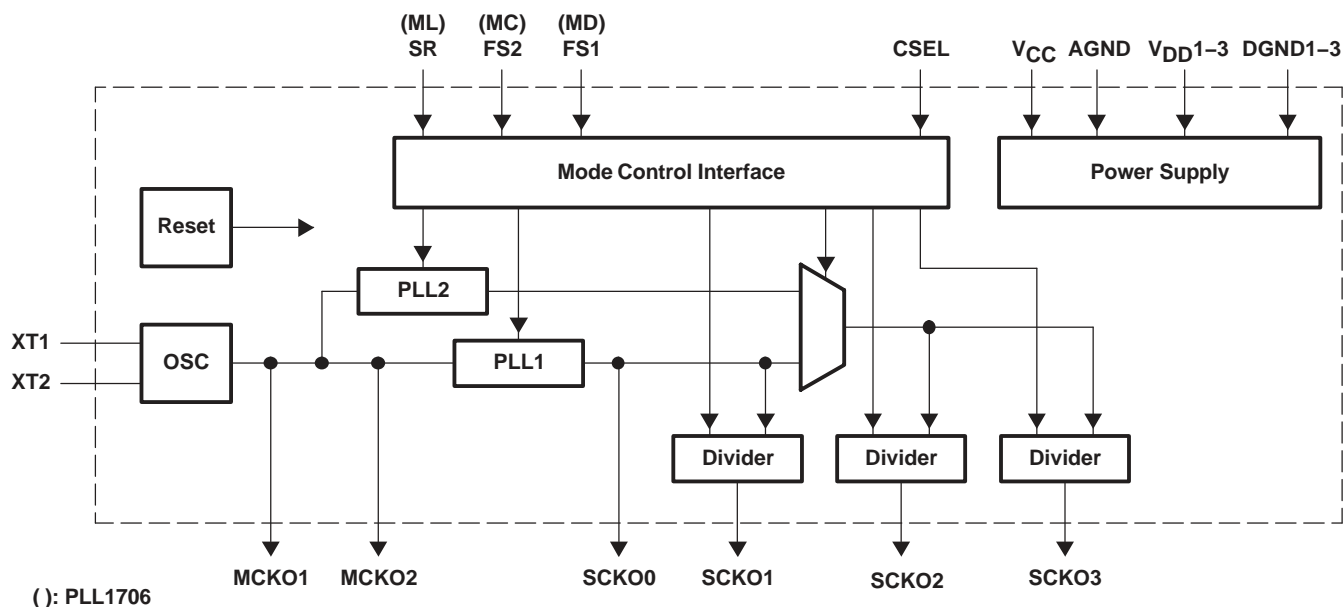 (ML) (MC) (MD)
SR FS2 FS1 CSEL VCC AGND VDD1–3 DGND1–3
Mode Control Interface Power Supply
Reset
PLL2
XT1
OSC PLL1
XT2
Divider Divider Divider
MCKO1 MCKO2 SCKO0 SCKO1 SCKO2 SCKO3
( ): PLL1706